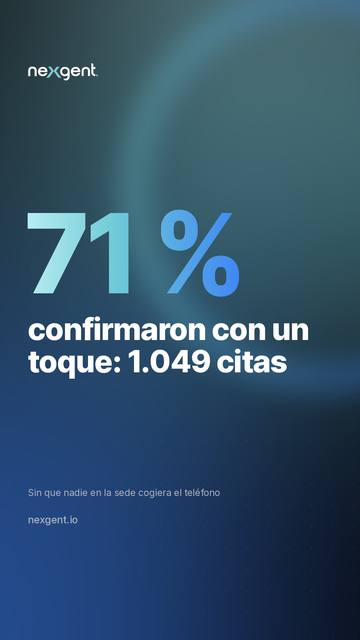 nexgent.
71 %
confirmaron con un
toque: 1.049 citas
Sin que nadie en la sede cogiera el teléfono
nexgent.io